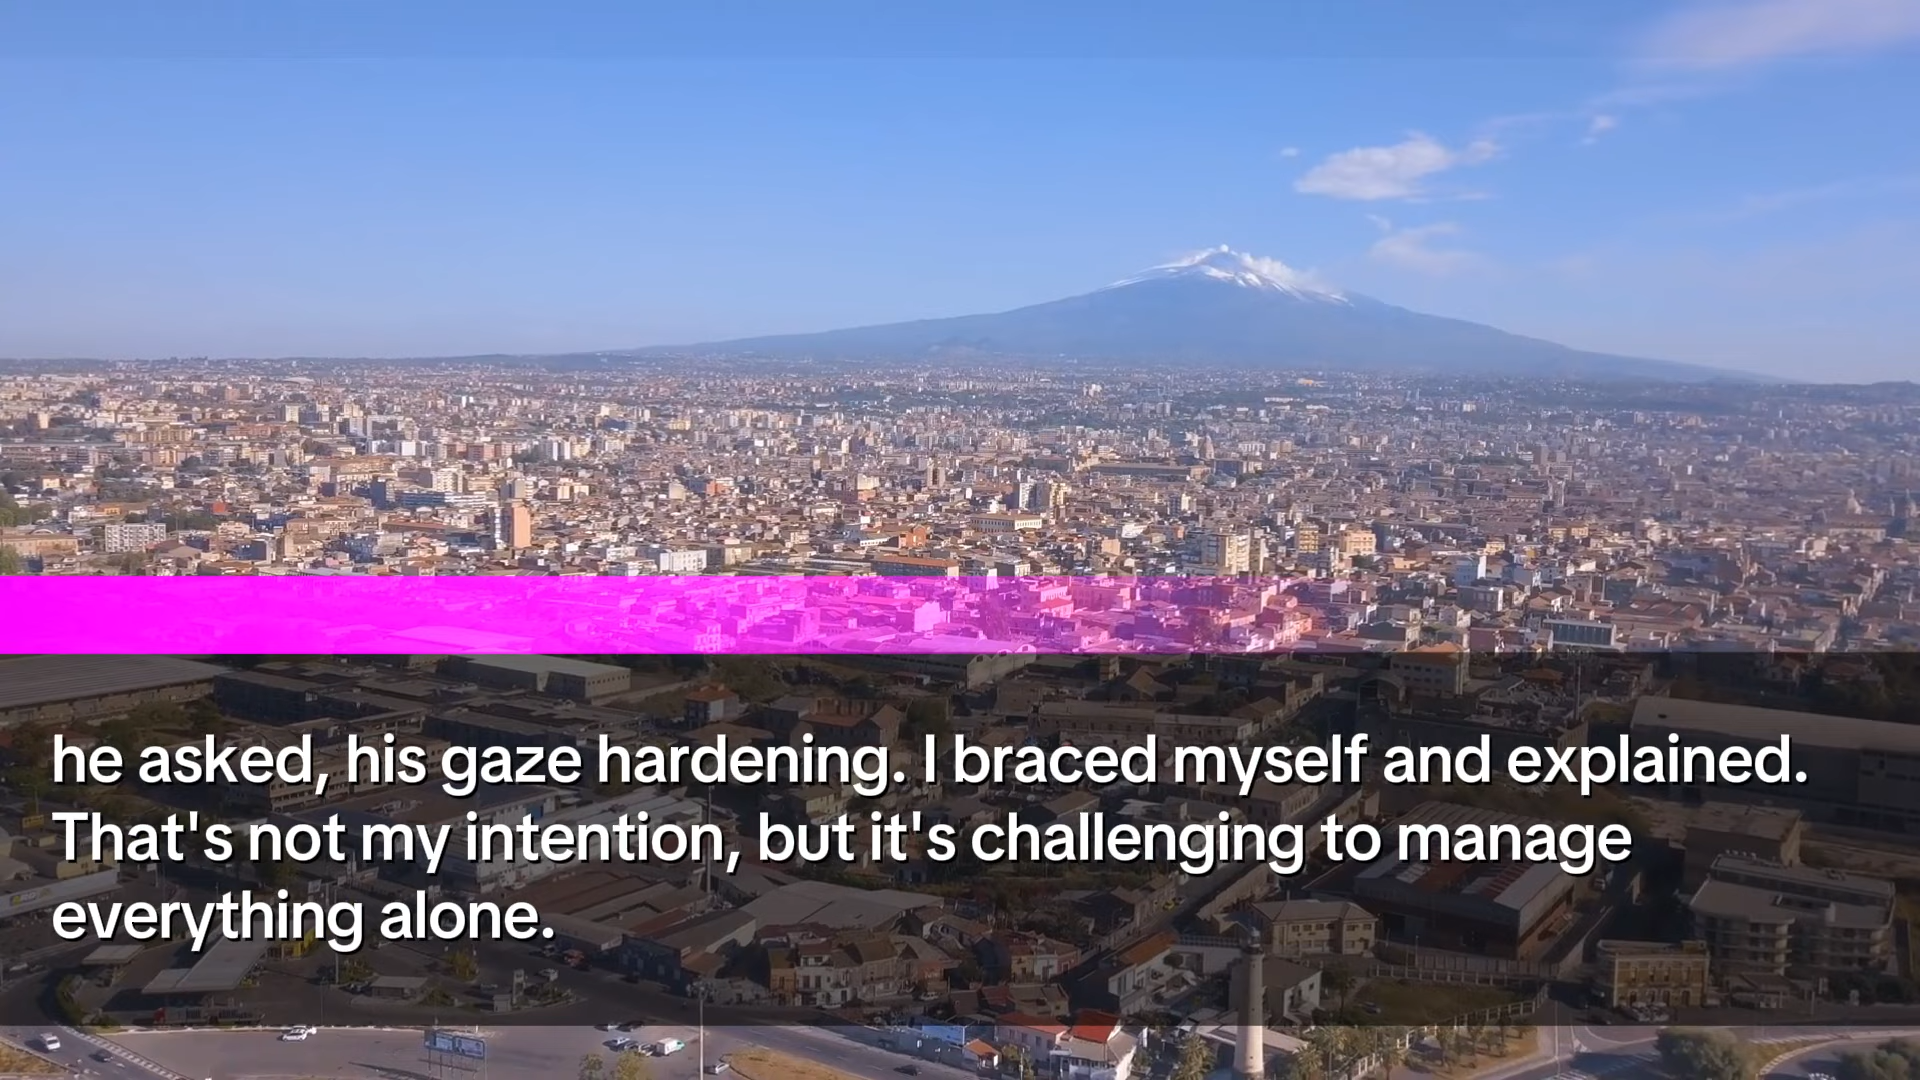 he asked, his gaze hardening. I braced myself and explained.
That's not my intention, but it's challenging to manage
everything alone.